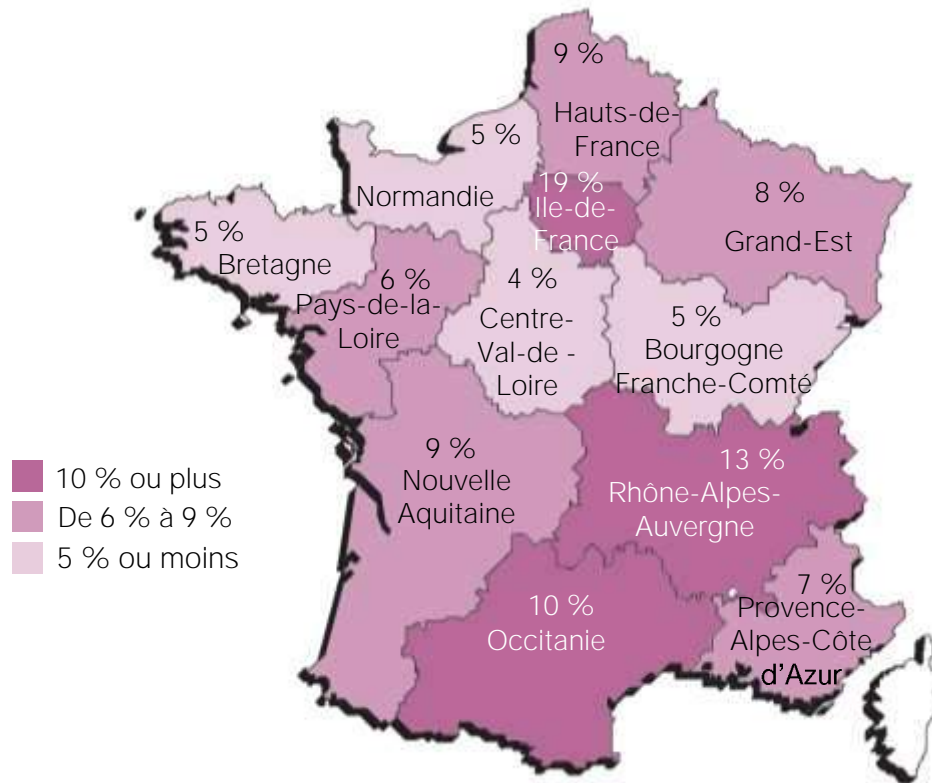 9 %
Hauts-de-
France
5 %
Normandie
19 %
Ile-de-
France
8 %
Grand-Est
5 %
Bretagne
6 %
Pays-de-la-
Loire
4 %
Centre-
Val-de -
Loire
5 %
Bourgogne
Franche-Comté
9 %
Nouvelle
Aquitaine
13 %
Rhône-Alpes-
Auvergne
10 %
Occitanie
7 %
Provence-
Alpes-Côte
d'Azur
10 % ou plus
De 6 % à 9 %
5 % ou moins